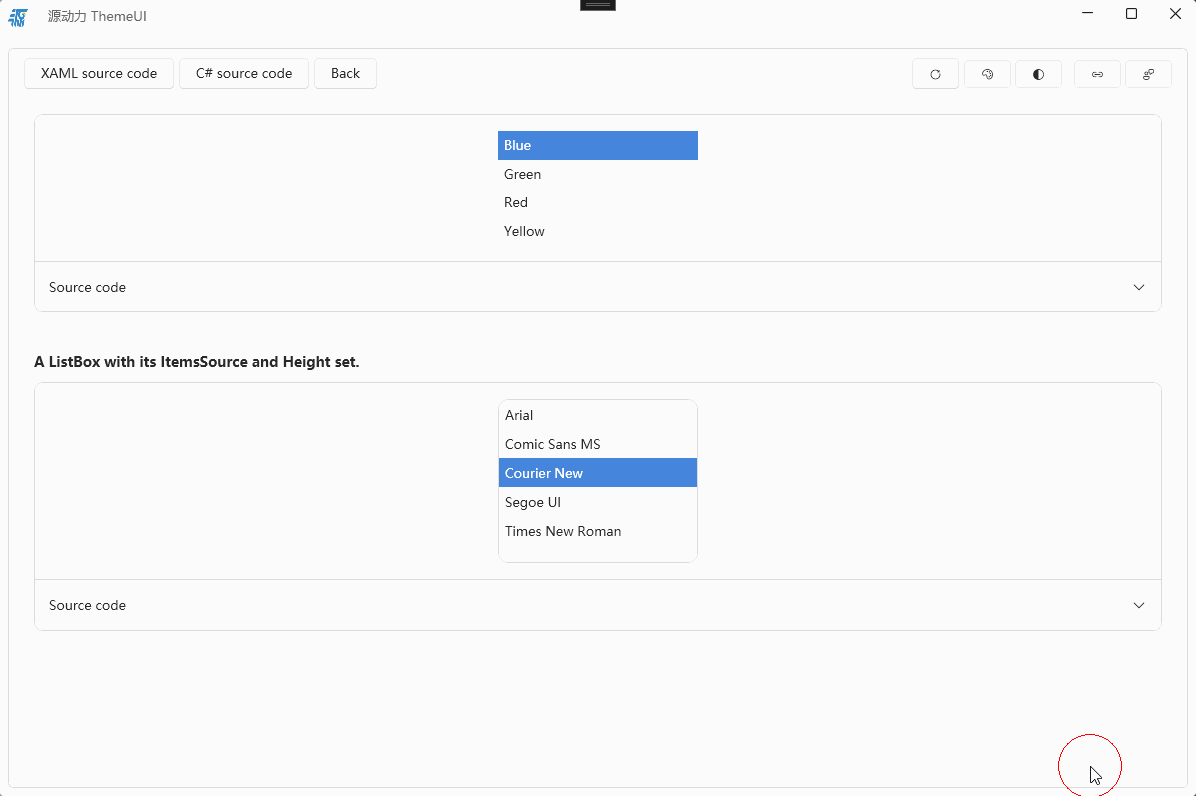 源动力 ThemeUI
XAML source code C# source code Back
Blue
Green
Red
Yellow
Source code
A ListBox with its ItemsSource and Height set.
Arial
Comic Sans MS
Courier New
Segoe UI
Times New Roman
Source code